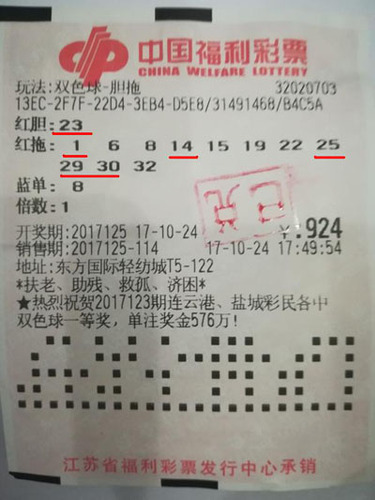 中国福利彩票
CHINA WELFARE LOTTERY
玩法:双色球-胆拖 32020703
13EC-2F7F-22D4-3EB4-D5E8/31491468/B4C5A
红胆:23
红拖: 1 6 8 14 15 19 22 25
29 30 32
蓝单: 8
倍数:1
已兑
开奖期:2017125 17-10-24 ¥:924
销售期:2017125-114 17-10-24 17:49:54
地址:东方国际轻纺城T5-122
*扶老、助残、救孤、济困*
★热烈祝贺2017123期连云港、盐城彩民各中
双色球一等奖,单注奖金576万!
江苏省福利彩票发行中心承销